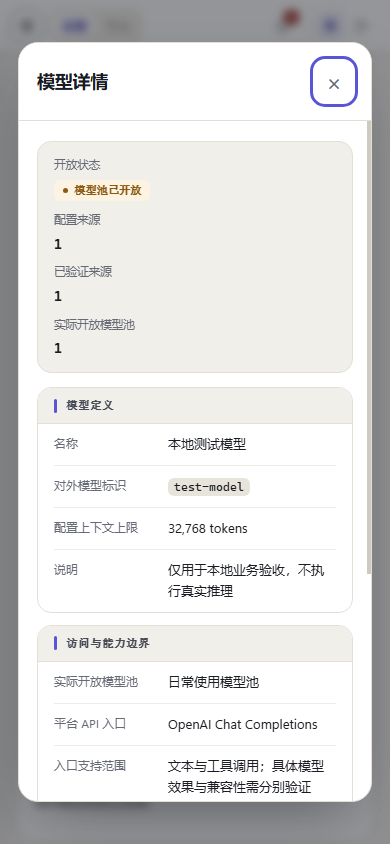 模型详情
×
开放状态
模型池已开放
配置来源
1
已验证来源
1
实际开放模型池
1
模型定义
名称 本地测试模型
对外模型标识 test-model
配置上下文上限 32,768 tokens
说明 仅用于本地业务验收，不执
行真实推理
访问与能力边界
实际开放模型池 日常使用模型池
平台 API 入口 OpenAI Chat Completions
入口支持范围 文本与工具调用；具体模型
效果与兼容性需分别验证